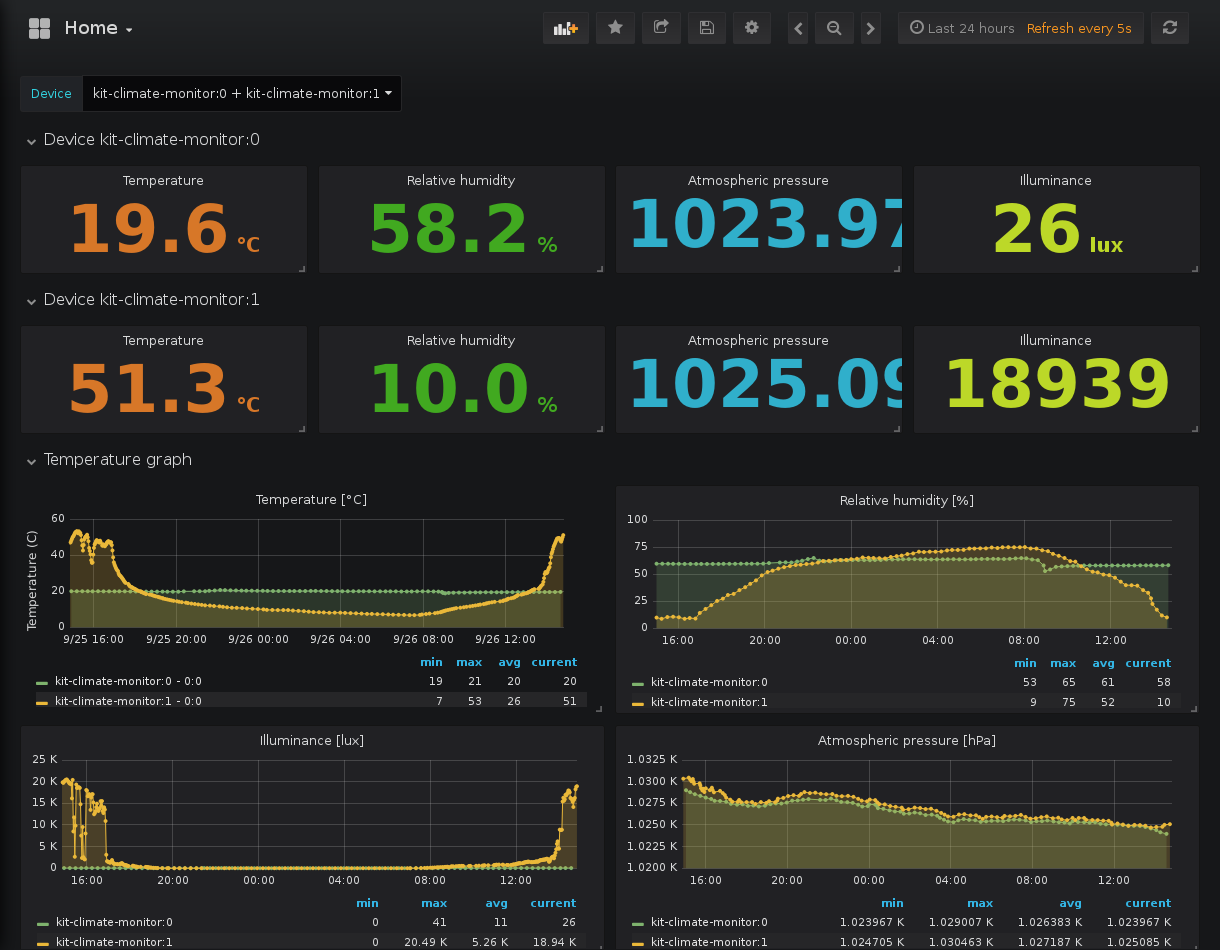 Home
Last 24 hours Refresh every 5s
Device kit-climate-monitor:0 + kit-climate-monitor:1
Device kit-climate-monitor:0
Temperature Relative humidity Atmospheric pressure Illuminance
19.6 °C 58.2 % 1023.97 26 lux
Device kit-climate-monitor:1
Temperature Relative humidity Atmospheric pressure Illuminance
51.3 °C 10.0 % 1025.09 18939
Temperature graph
Temperature [°C]
Temperature (C)
60
40
20
0
9/25 16:00 9/25 20:00 9/26 00:00 9/26 04:00 9/26 08:00 9/26 12:00
min max avg current
kit-climate-monitor:0 - 0:0 19 21 20 20
kit-climate-monitor:1 - 0:0 7 53 26 51
Relative humidity [%]
100
75
50
25
0
16:00 20:00 00:00 04:00 08:00 12:00
min max avg current
kit-climate-monitor:0 53 65 61 58
kit-climate-monitor:1 9 75 52 10
Illuminance [lux]
25 K
20 K
15 K
10 K
5 K
0
16:00 20:00 00:00 04:00 08:00 12:00
min max avg current
kit-climate-monitor:0 0 41 11 26
kit-climate-monitor:1 0 20.49 K 5.26 K 18.94 K
Atmospheric pressure [hPa]
1.0325 K
1.0300 K
1.0275 K
1.0250 K
1.0225 K
1.0200 K
16:00 20:00 00:00 04:00 08:00 12:00
min max avg current
kit-climate-monitor:0 1.023967 K 1.029007 K 1.026383 K 1.023967 K
kit-climate-monitor:1 1.024705 K 1.030463 K 1.027187 K 1.025085 K